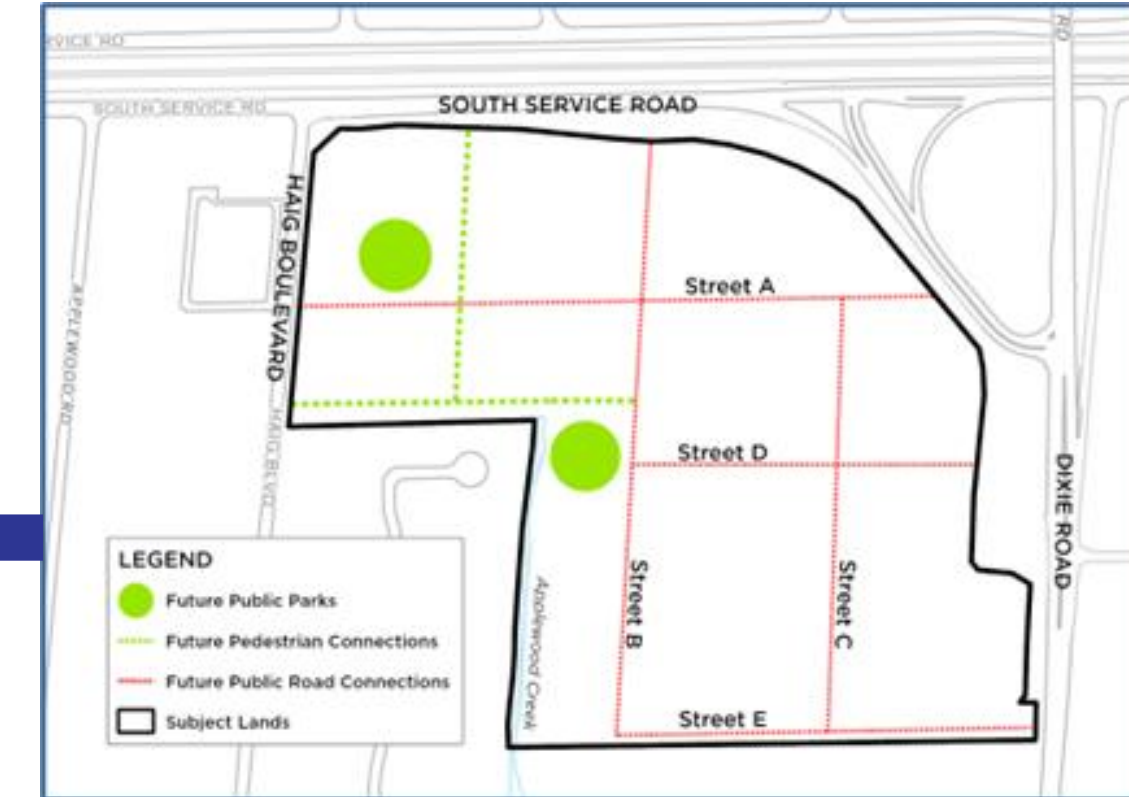 RVICE RD
RD
SOUTH SERVICE RD
SOUTH SERVICE ROAD
HAIG BOULEVARD
Street A
APPLEWOOD RD
HAIG BLVD
Street D
DIXIE ROAD
LEGEND
Future Public Parks
Future Pedestrian Connections
Future Public Road Connections
Subject Lands
Applewood Creek
Street B
Street C
Street E